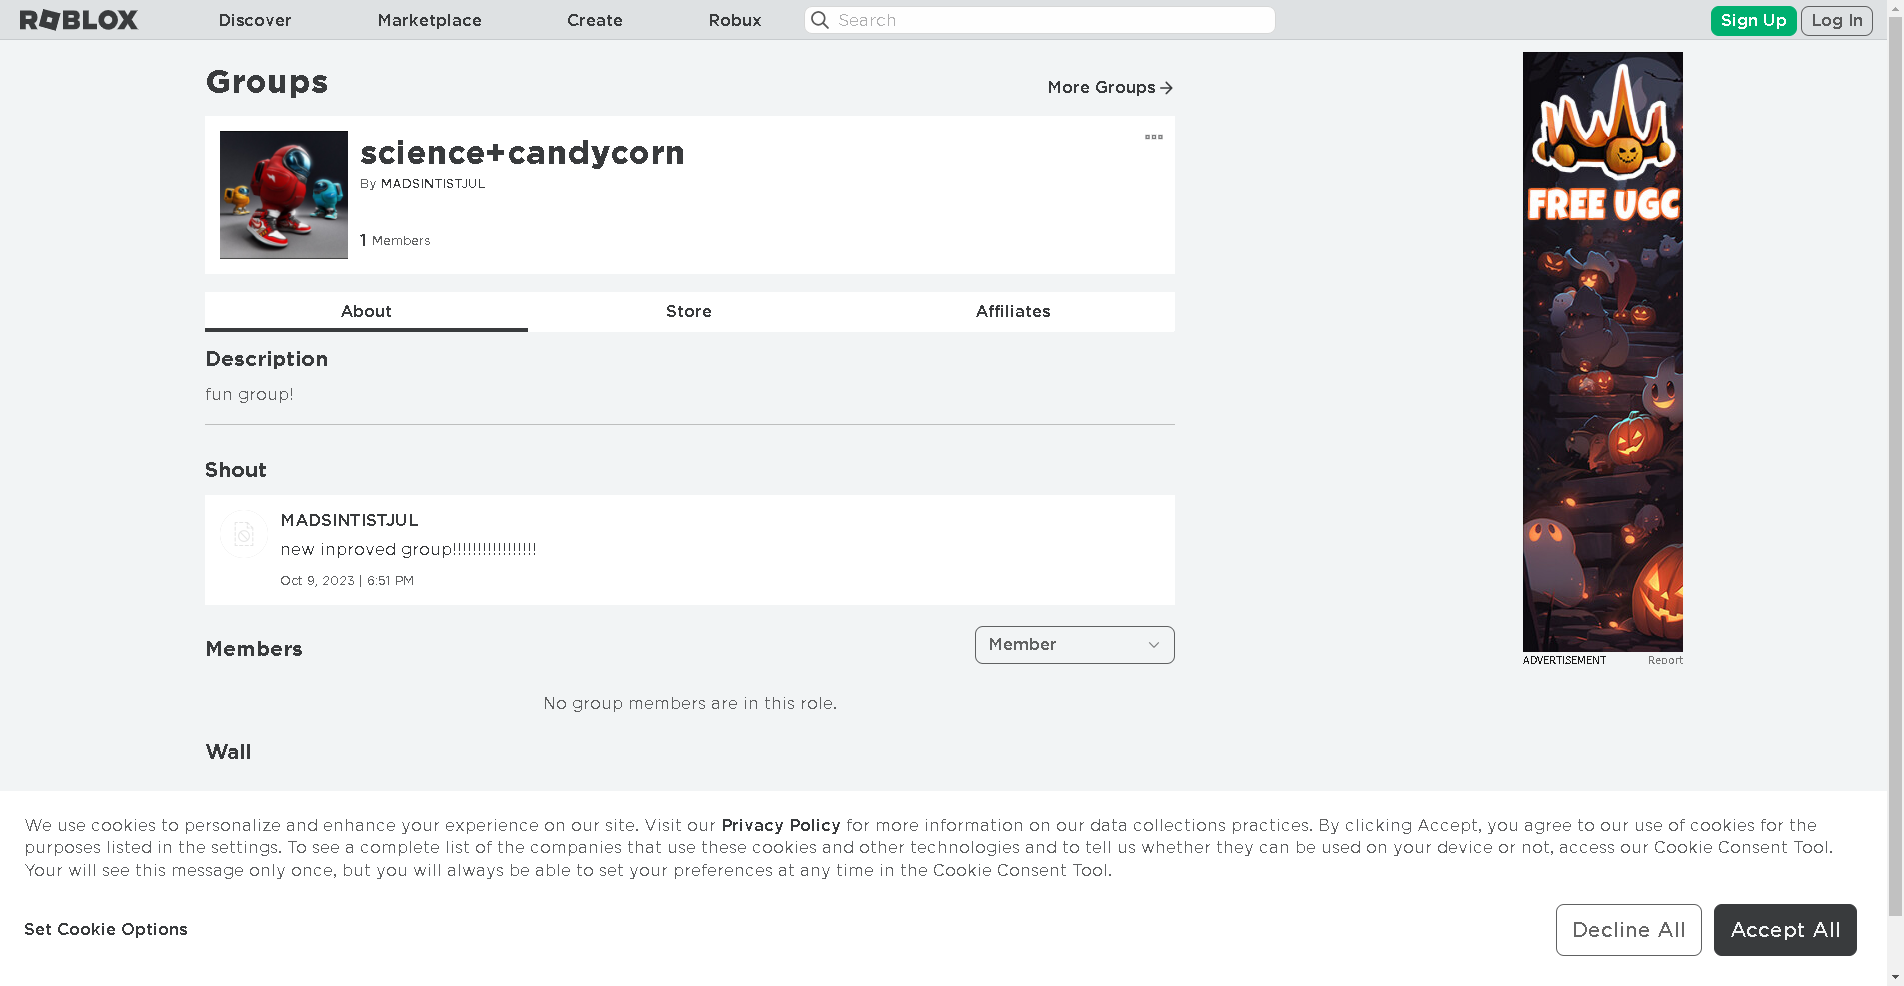 ROBLOX
Discover
Marketplace
Create
Robux
Search
Sign Up
Log In
Groups
More Groups
science+candycorn
By MADSINTISTJUL
1 Members
About
Store
Affiliates
Description
fun group!
Shout
MADSINTISTJUL
new inproved group!!!!!!!!!!!!!!!!!
Oct 9, 2023 | 6:51 PM
Members
Member
No group members are in this role.
Wall
FREE UGC
ADVERTISEMENT
Report
We use cookies to personalize and enhance your experience on our site. Visit our Privacy Policy for more information on our data collections practices. By clicking Accept, you agree to our use of cookies for the
purposes listed in the settings. To see a complete list of the companies that use these cookies and other technologies and to tell us whether they can be used on your device or not, access our Cookie Consent Tool.
Your will see this message only once, but you will always be able to set your preferences at any time in the Cookie Consent Tool.
Set Cookie Options
Decline All
Accept All